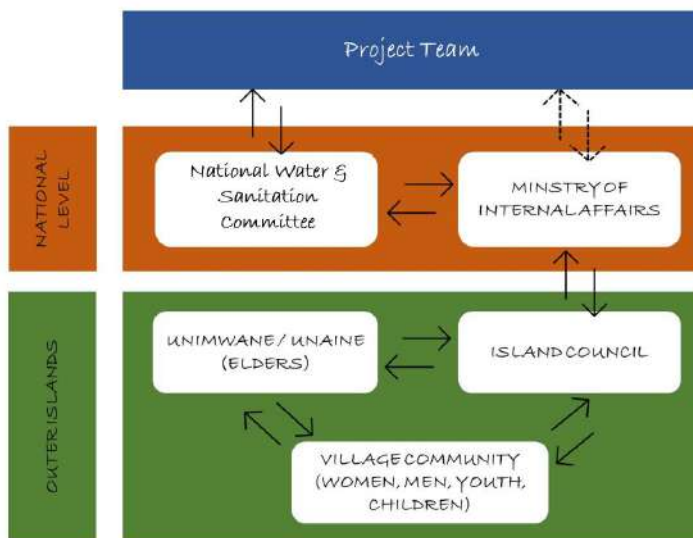 Project Team
NATIONAL
LEVEL
National Water &
Sanitation
Committee
MINSTRY OF
INTERNAL AFFAIRS
OUTER ISLANDS
UNIMWANE / UNAINE
(ELDERS)
ISLAND COUNCIL
VILLAGE COMMUNITY
(WOMEN, MEN, YOUTH,
CHILDREN)